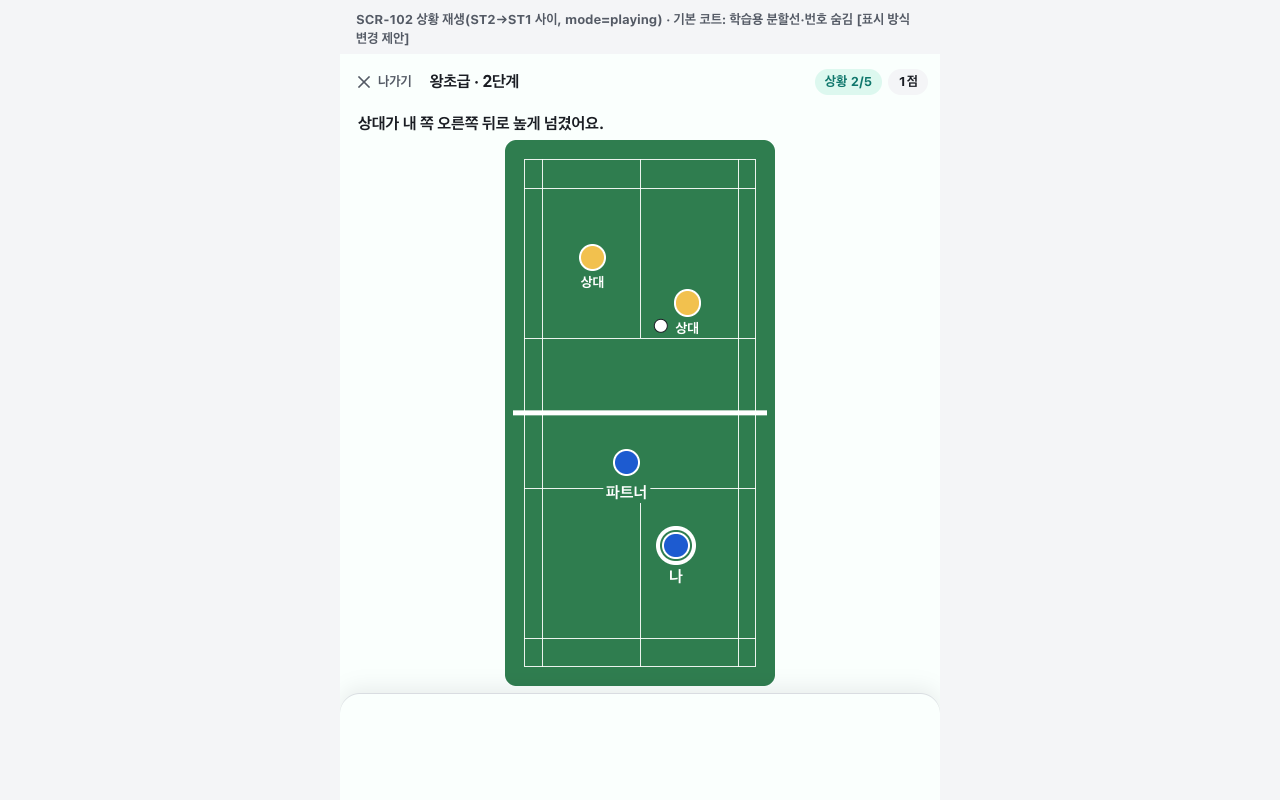 SCR-102 상황 재생(ST2→ST1 사이, mode=playing) · 기본 코트: 학습용 분할선·번호 숨김 [표시 방식
변경 제안]
나가기 왕초급 · 2단계 상황 2/5 1점
상대가 내 쪽 오른쪽 뒤로 높게 넘겼어요.
상대
상대
파트너
나